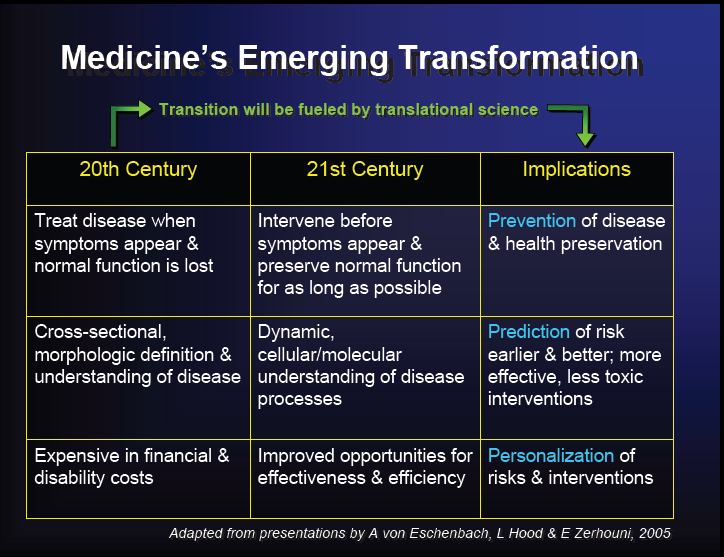 Medicine's Emerging Transformation
Transition will be fueled by translational science
20th Century
21st Century
Implications
Treat disease when
symptoms appear &
normal function is lost
Intervene before
symptoms appear &
preserve normal function
for as long as possible
Prevention of disease
& health preservation
Cross-sectional,
morphologic definition &
understanding of disease
Dynamic,
cellular/molecular
understanding of disease
processes
Prediction of risk
earlier & better; more
effective, less toxic
interventions
Expensive in financial &
disability costs
Improved opportunities for
effectiveness & efficiency
Personalization of
risks & interventions
Adapted from presentations by A von Eschenbach, L Hood & E Zerhouni, 2005